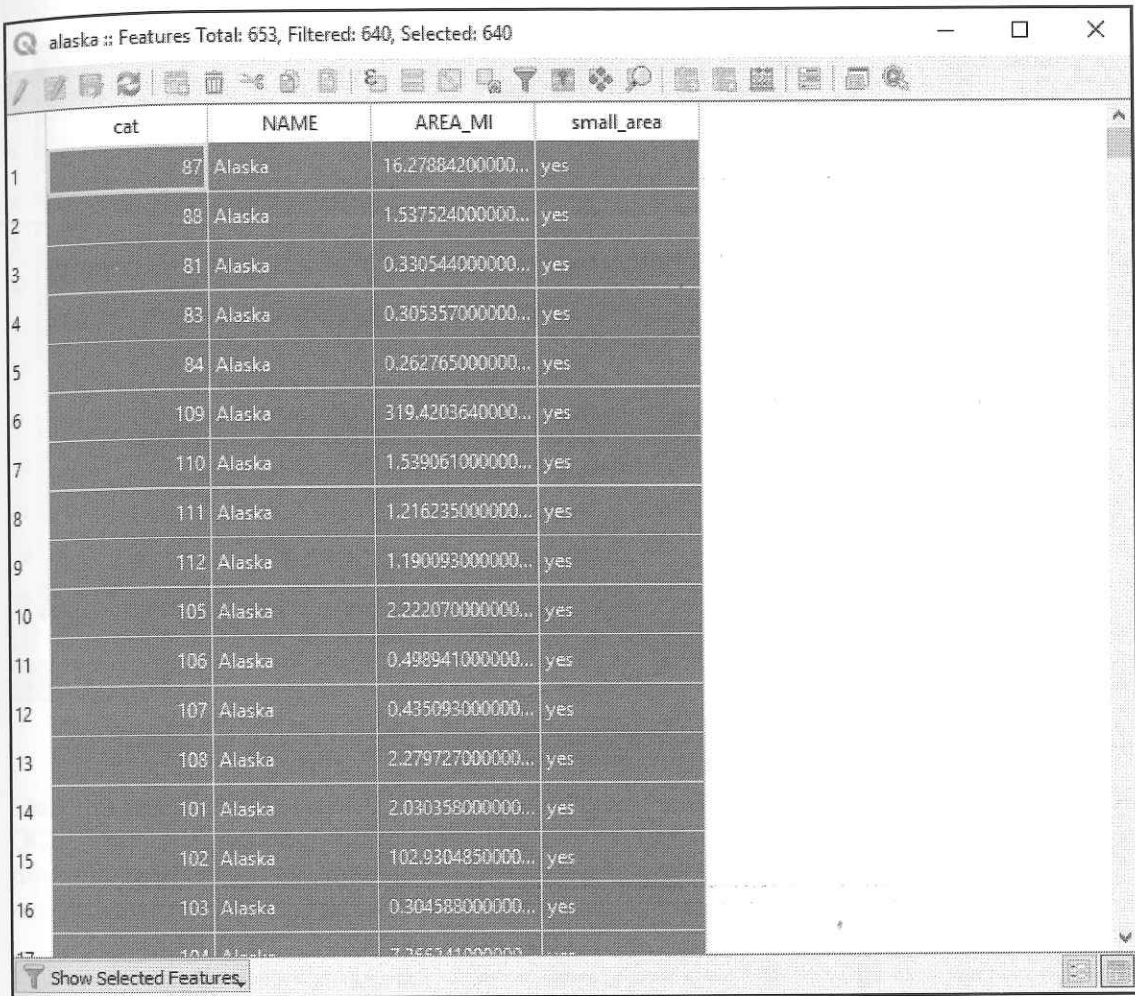 alaska :: Features Total: 653, Filtered: 640, Selected: 640
cat NAME AREA_MI small_area
1 87 Alaska 16.27884200000... yes
2 88 Alaska 1.537524000000... yes
3 81 Alaska 0.330544000000... yes
4 83 Alaska 0.305357000000... yes
5 84 Alaska 0.262765000000... yes
6 109 Alaska 319.4203640000... yes
7 110 Alaska 1.539061000000... yes
8 111 Alaska 1.216235000000... yes
9 112 Alaska 1.190093000000... yes
10 105 Alaska 2.222070000000... yes
11 106 Alaska 0.498941000000... yes
12 107 Alaska 0.435093000000... yes
13 108 Alaska 2.279727000000... yes
14 101 Alaska 2.030358000000... yes
15 102 Alaska 102.9304850000... yes
16 103 Alaska 0.304588000000... yes
17 104 Alaska
Show Selected Features